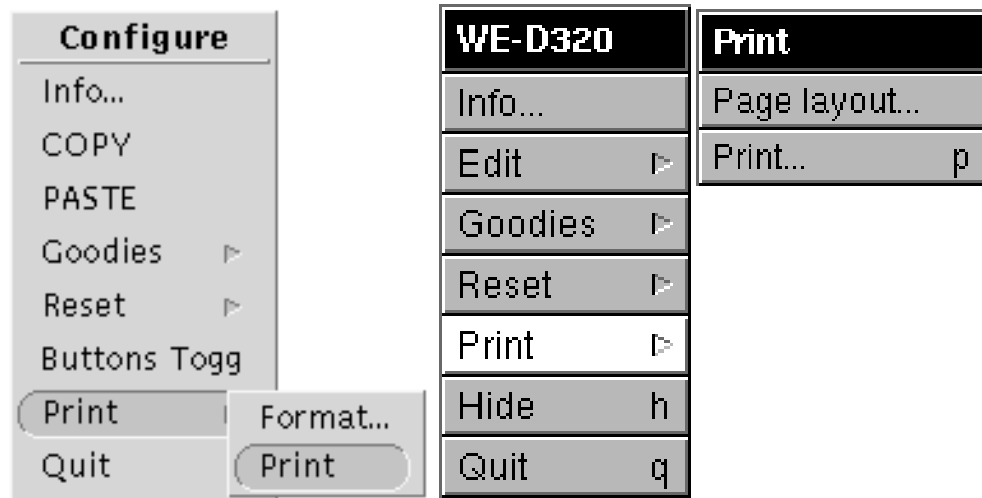 Configure
Info...
COPY
PASTE
Goodies
Reset
Buttons Togg
Print
Quit
Format...
Print
WE-D320
Info...
Edit
Goodies
Reset
Print
Hide h
Quit q
Print
Page layout...
Print... p